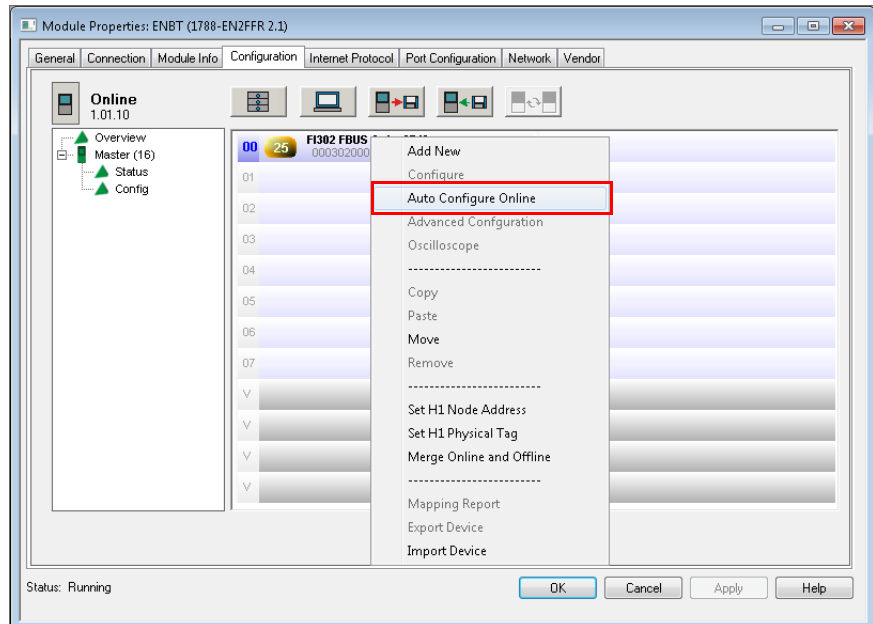 Module Properties: ENBT (1788-EN2FFR 2.1)
General Connection Module Info Configuration Internet Protocol Port Configuration Network Vendor
Online
1.01.10
Overview
Master (16)
Status
Config
00 25 FI302 FBUS
000302000
01
02
03
04
05
06
07
V
V
V
V
Add New
Configure
Auto Configure Online
Advanced Confguration
Oscilloscope
------------------------
Copy
Paste
Move
Remove
------------------------
Set H1 Node Address
Set H1 Physical Tag
Merge Online and Offline
------------------------
Mapping Report
Export Device
Import Device
Status: Running
OK Cancel Apply Help